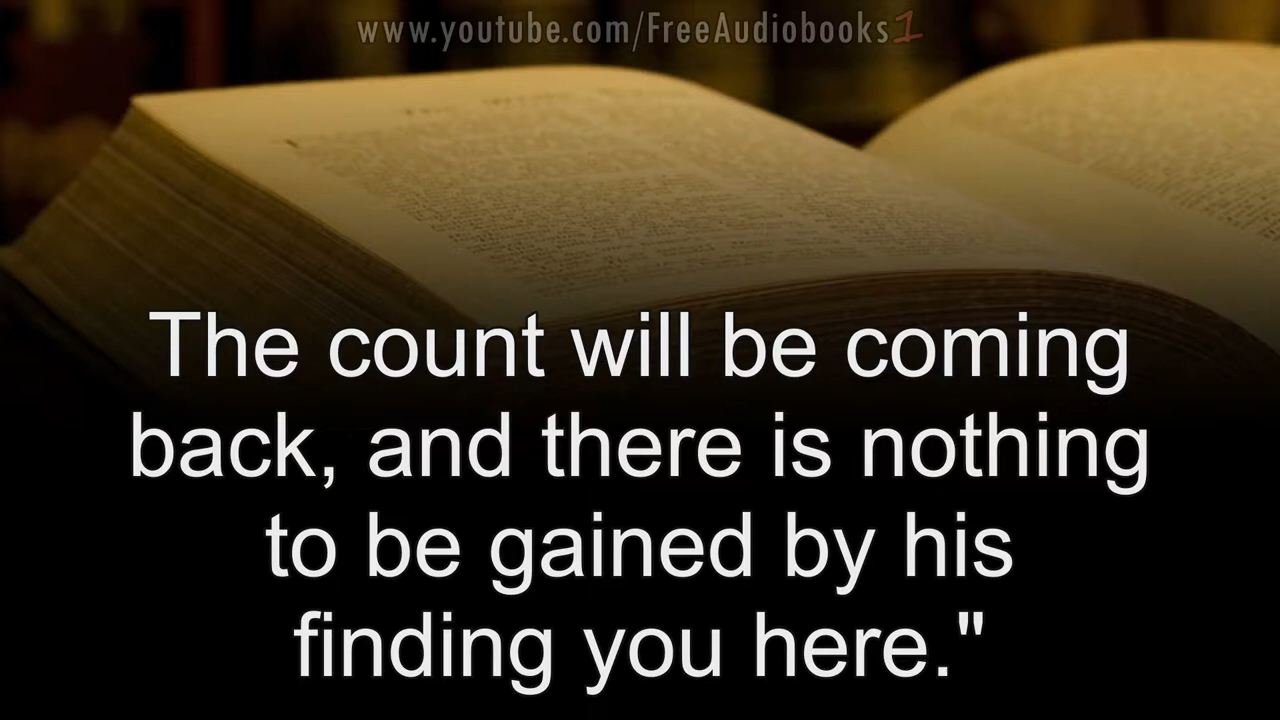 www.youtube.com/FreeAudiobooks1
The count will be coming
back, and there is nothing
to be gained by his
finding you here."